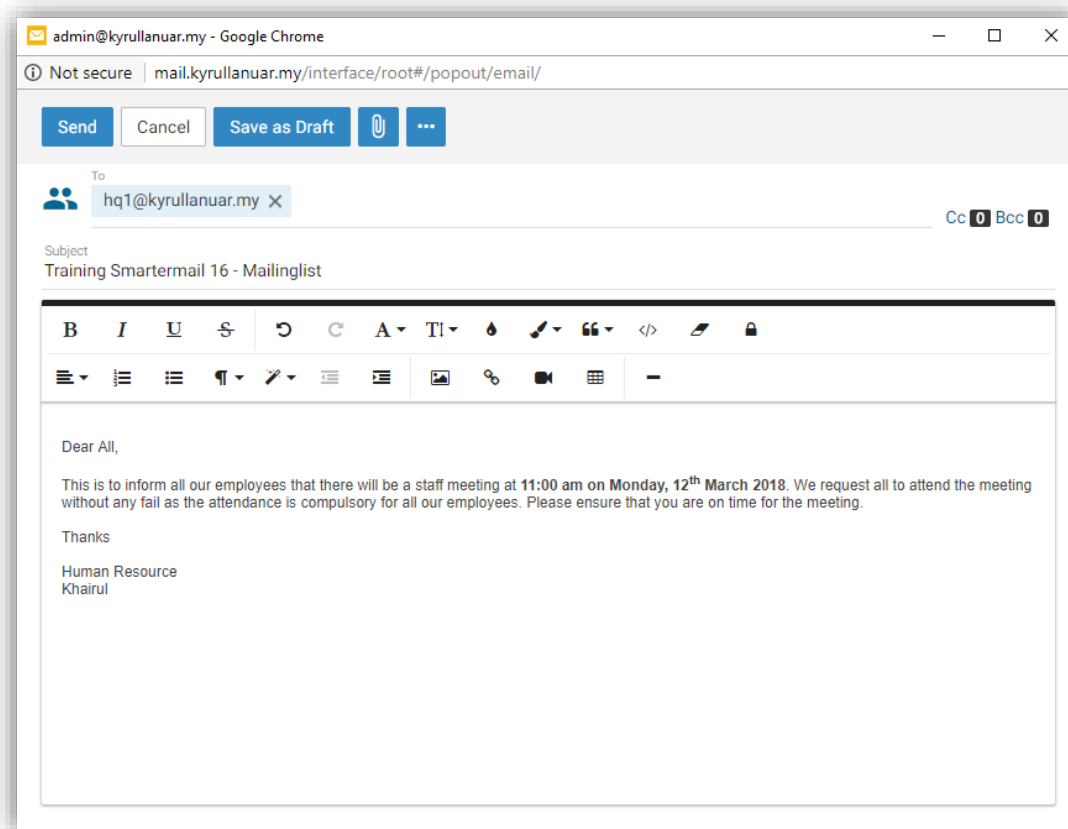 admin@kyrullanuar.my - Google Chrome
Not secure | mail.kyrullanuar.my/interface/root#/popout/email/
Send Cancel Save as Draft ...
To
hq1@kyrullanuar.my ×
Cc 0 Bcc 0
Subject
Training Smartermail 16 - Mailinglist
B I U S A T </>
Dear All,
This is to inform all our employees that there will be a staff meeting at 11:00 am on Monday, 12th March 2018. We request all to attend the meeting
without any fail as the attendance is compulsory for all our employees. Please ensure that you are on time for the meeting.
Thanks
Human Resource
Khairul